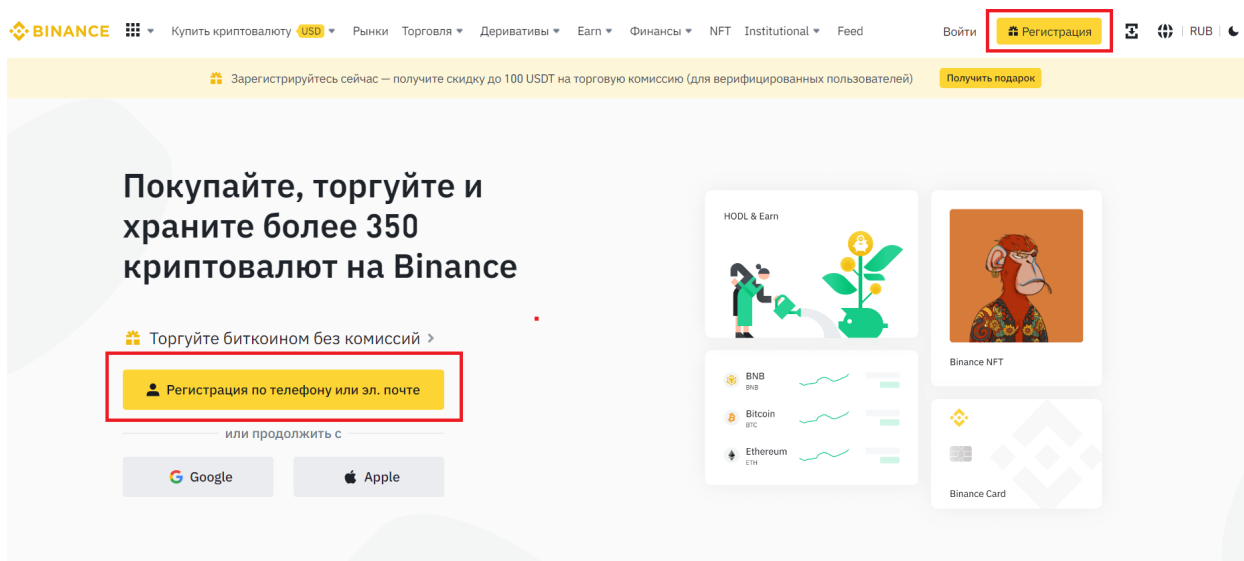 BINANCE Купить криптовалюту USD Рынки Торговля Деривативы Earn Финансы NFT Institutional Feed Войти Регистрация RUB
Зарегистрируйтесь сейчас — получите скидку до 100 USDT на торговую комиссию (для верифицированных пользователей) Получить подарок
Покупайте, торгуйте и
храните более 350
криптовалют на Binance
Торгуйте биткоином без комиссий
Регистрация по телефону или эл. почте
или продолжить с
Google Apple
HODL & Earn
BNB
BNB
Bitcoin
BTC
Ethereum
ETH
Binance NFT
Binance Card